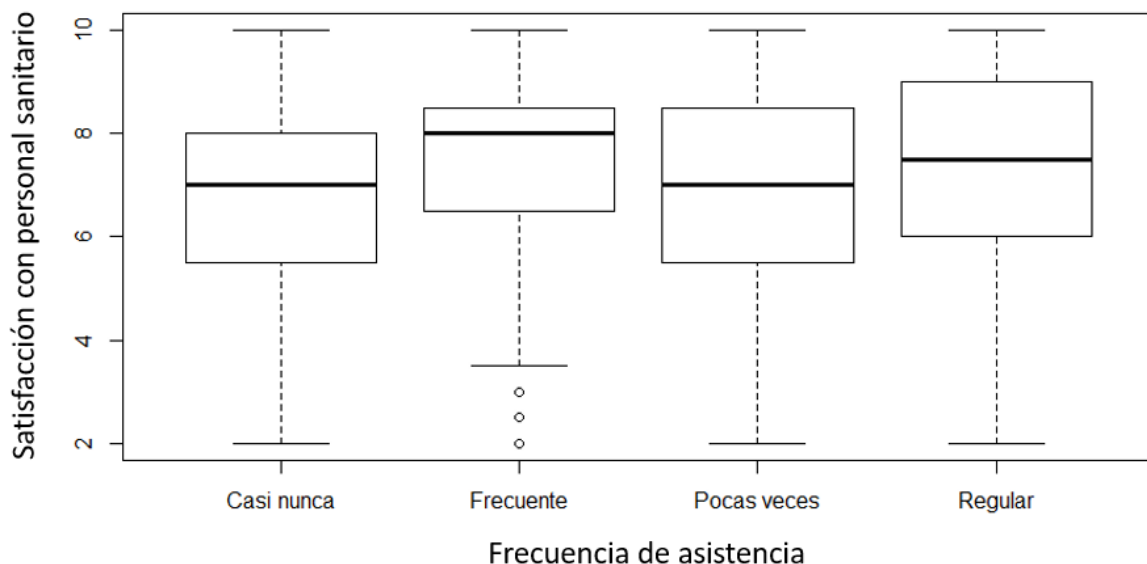 Satisfacción con personal sanitario
10
8
6
4
2
Casi nunca
Frecuente
Pocas veces
Regular
Frecuencia de asistencia